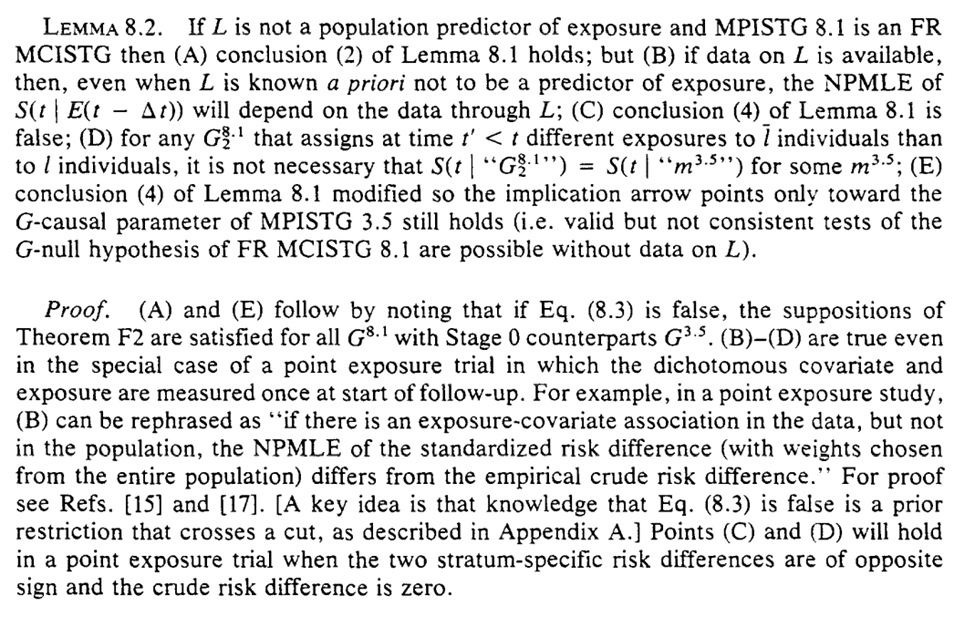 LEMMA 8.2. If L is not a population predictor of exposure and MPISTG 8.1 is an FR
MCISTG then (A) conclusion (2) of Lemma 8.1 holds; but (B) if data on L is available,
then, even when L is known a priori not to be a predictor of exposure, the NPMLE of
S(t | E(t − Δt)) will depend on the data through L; (C) conclusion (4) of Lemma 8.1 is
false; (D) for any G₂⁸·¹ that assigns at time t′ < t different exposures to l̄ individuals than
to l individuals, it is not necessary that S(t | “G₂⁸·¹”) = S(t | “m³·⁵”) for some m³·⁵; (E)
conclusion (4) of Lemma 8.1 modified so the implication arrow points only toward the
G-causal parameter of MPISTG 3.5 still holds (i.e. valid but not consistent tests of the
G-null hypothesis of FR MCISTG 8.1 are possible without data on L).
Proof. (A) and (E) follow by noting that if Eq. (8.3) is false, the suppositions of
Theorem F2 are satisfied for all G⁸·¹ with Stage 0 counterparts G³·⁵. (B)–(D) are true even
in the special case of a point exposure trial in which the dichotomous covariate and
exposure are measured once at start of follow-up. For example, in a point exposure study,
(B) can be rephrased as “if there is an exposure-covariate association in the data, but not
in the population, the NPMLE of the standardized risk difference (with weights chosen
from the entire population) differs from the empirical crude risk difference.” For proof
see Refs. [15] and [17]. [A key idea is that knowledge that Eq. (8.3) is false is a prior
restriction that crosses a cut, as described in Appendix A.] Points (C) and (D) will hold
in a point exposure trial when the two stratum-specific risk differences are of opposite
sign and the crude risk difference is zero.